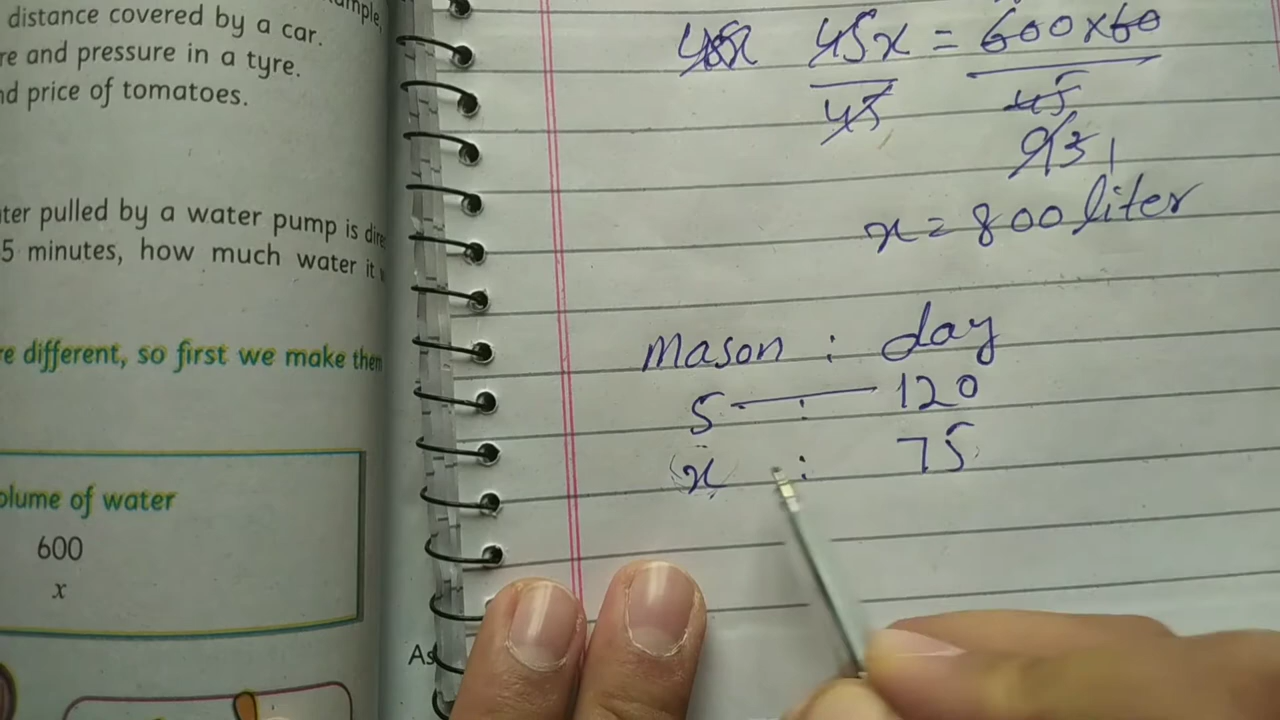 distance covered by a car.
re and pressure in a tyre.
nd price of tomatoes.
ter pulled by a water pump is dire
5 minutes, how much water it
re different, so first we make them
olume of water
600
x
45x = 600x60
45 45
x = 800 liter
mason : day
5 : 120
x : 75
As